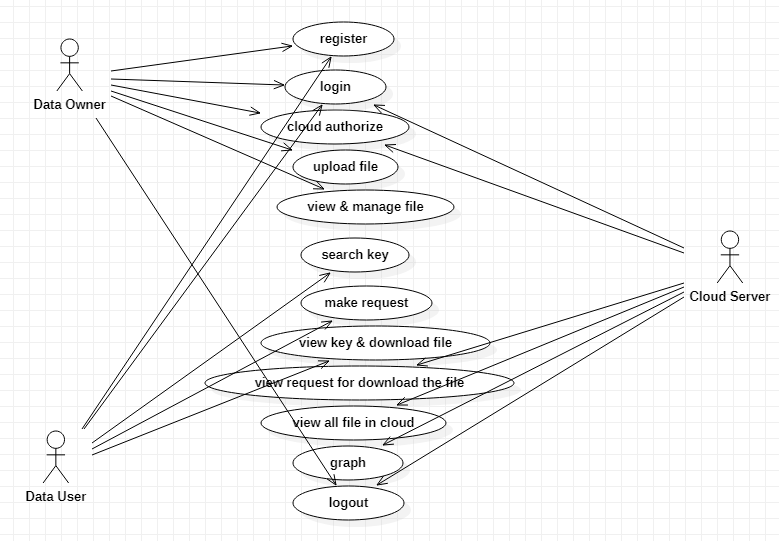 register
login
Data Owner
cloud authorize
upload file
view & manage file
search key
Cloud Server
make request
view key & download file
view request for download the file
view all file in cloud
graph
Data User
logout